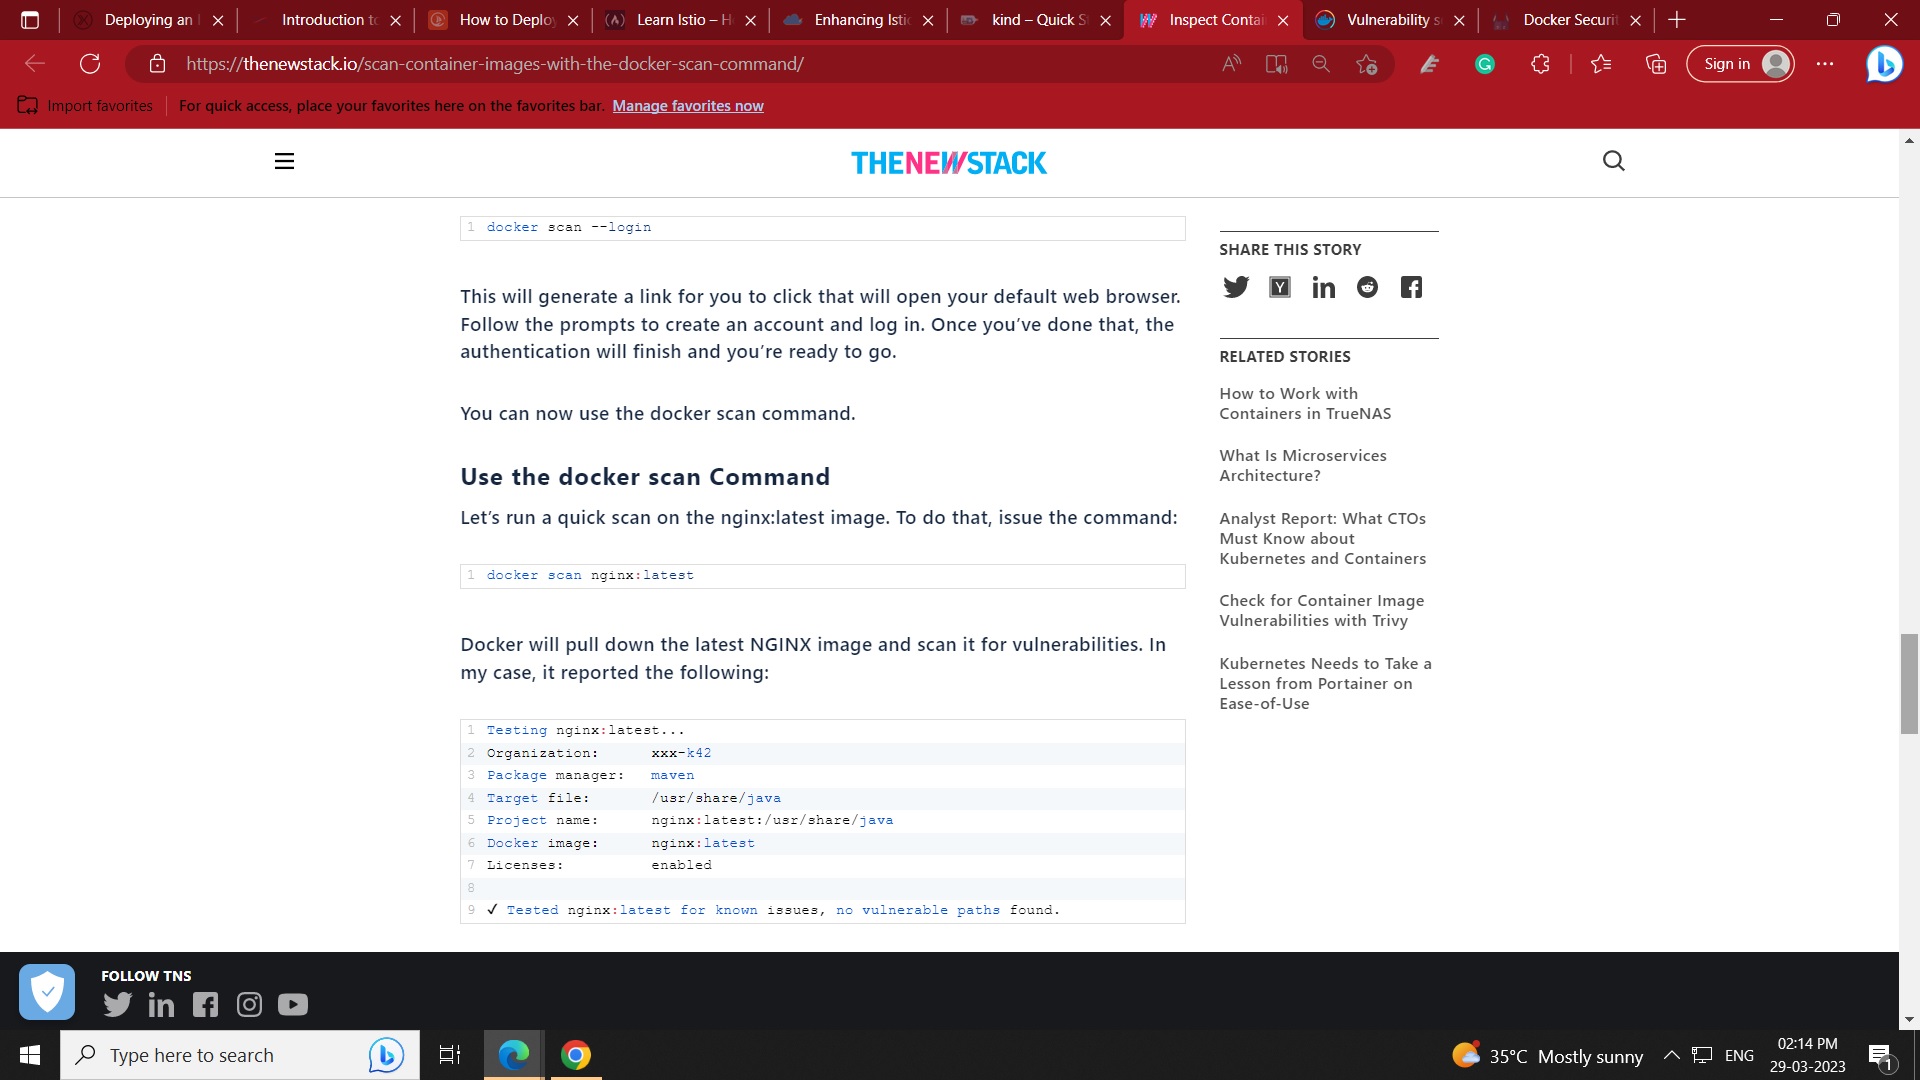 Deploying an
Introduction to
How to Deplo
Learn Istio – H
Enhancing Isti
kind – Quick S
Inspect Contai
Vulnerability s
Docker Securit
https://thenewstack.io/scan-container-images-with-the-docker-scan-command/
Sign in
Import favorites
For quick access, place your favorites here on the favorites bar. Manage favorites now
THENEWSTACK
1 docker scan --login
This will generate a link for you to click that will open your default web browser.
Follow the prompts to create an account and log in. Once you’ve done that, the
authentication will finish and you’re ready to go.
You can now use the docker scan command.
Use the docker scan Command
Let’s run a quick scan on the nginx:latest image. To do that, issue the command:
1 docker scan nginx:latest
Docker will pull down the latest NGINX image and scan it for vulnerabilities. In
my case, it reported the following:
1 Testing nginx:latest...
2 Organization: xxx-k42
3 Package manager: maven
4 Target file: /usr/share/java
5 Project name: nginx:latest:/usr/share/java
6 Docker image: nginx:latest
7 Licenses: enabled
8
9 ✓ Tested nginx:latest for known issues, no vulnerable paths found.
SHARE THIS STORY
RELATED STORIES
How to Work with
Containers in TrueNAS
What Is Microservices
Architecture?
Analyst Report: What CTOs
Must Know about
Kubernetes and Containers
Check for Container Image
Vulnerabilities with Trivy
Kubernetes Needs to Take a
Lesson from Portainer on
Ease-of-Use
FOLLOW TNS
Type here to search
35°C Mostly sunny
ENG
02:14 PM
29-03-2023
1